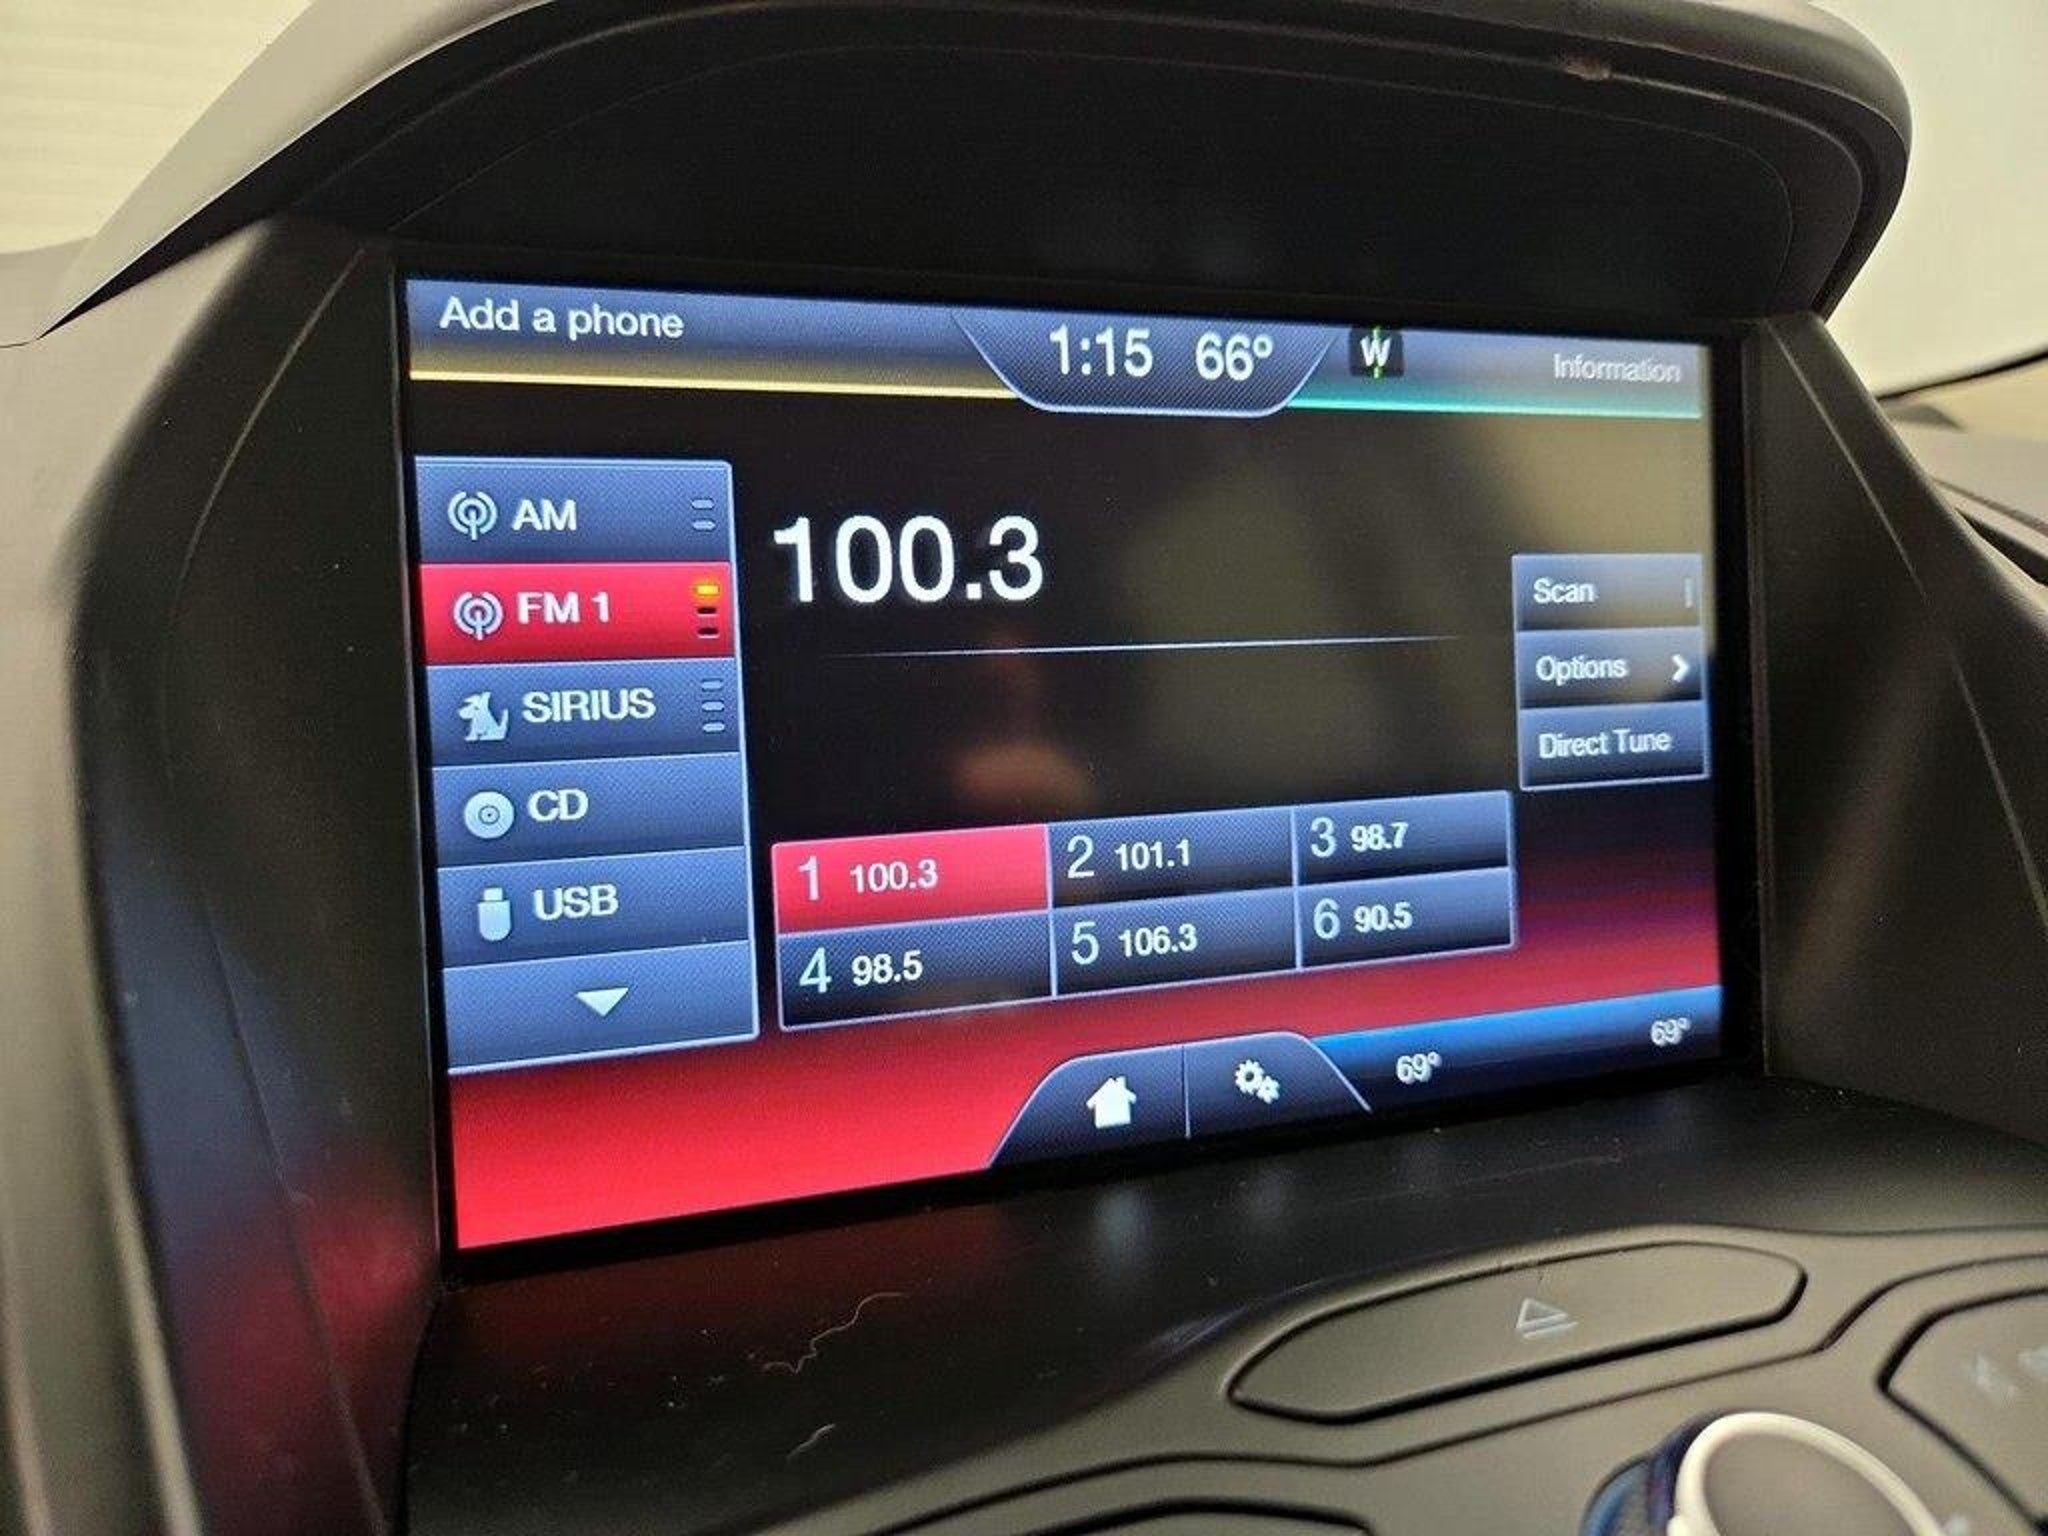 Add a phone
1:15 66°
W
Information
AM
FM 1
SIRIUS
CD
USB
100.3
Scan
Options
Direct Tune
1 100.3
2 101.1
3 98.7
4 98.5
5 106.3
6 90.5
69°
69°